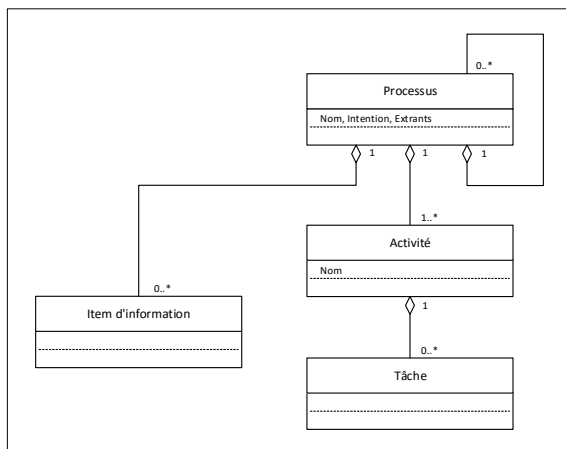 0..*
Processus
Nom, Intention, Extrants
1
1
1
1..*
Activité
Nom
0..*
Item d'information
1
0..*
Tâche